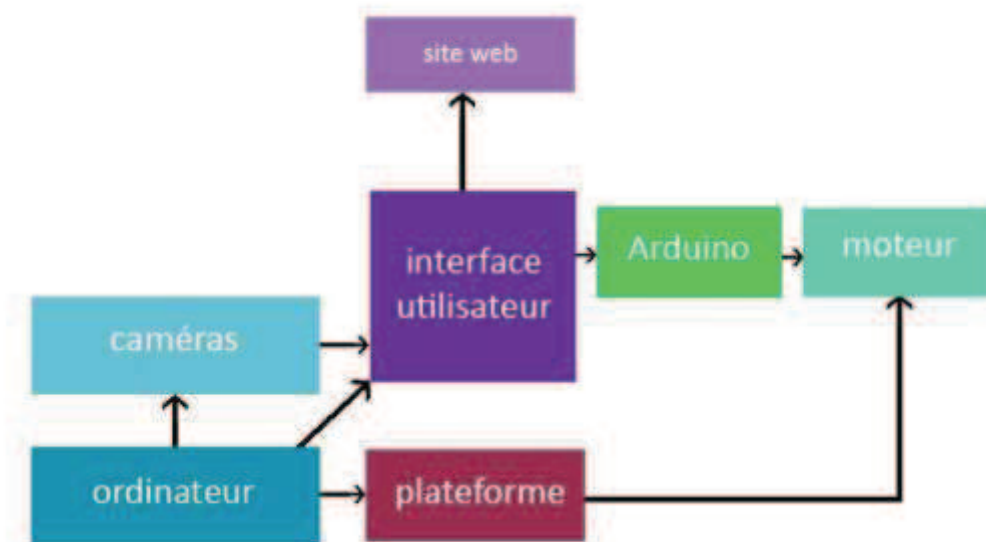 site web
interface
utilisateur
Arduino
moteur
caméras
ordinateur
plateforme